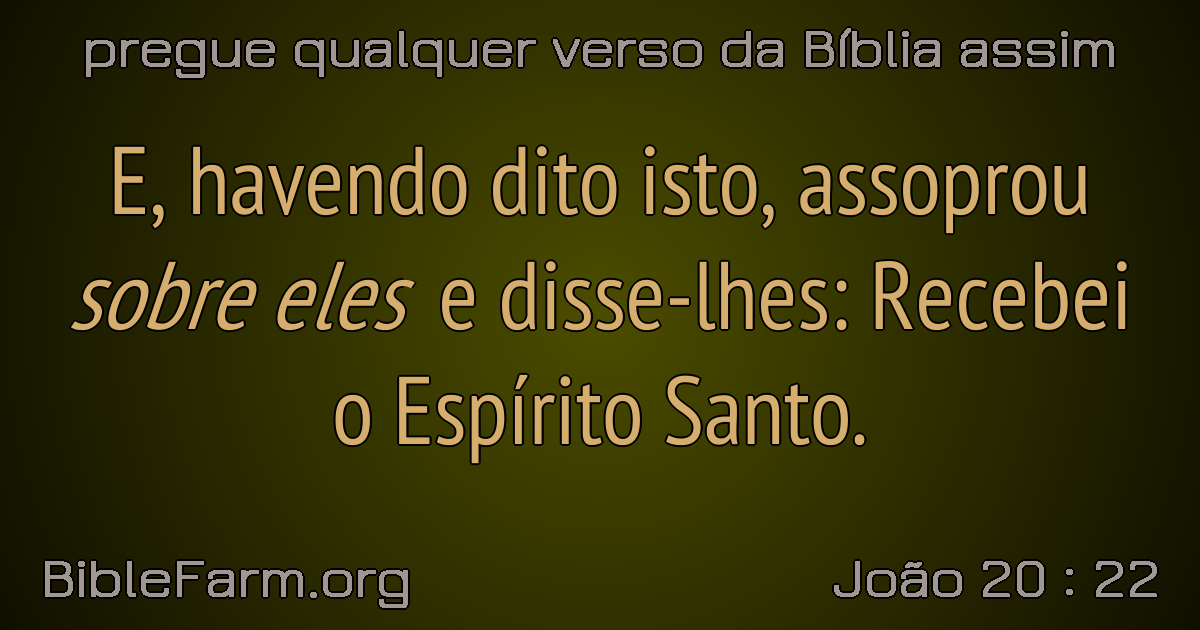 pregue qualquer verso da Bíblia assim
E, havendo dito isto, assoprou
sobre eles e disse-lhes: Recebei
o Espírito Santo.
BibleFarm.org
João 20 : 22